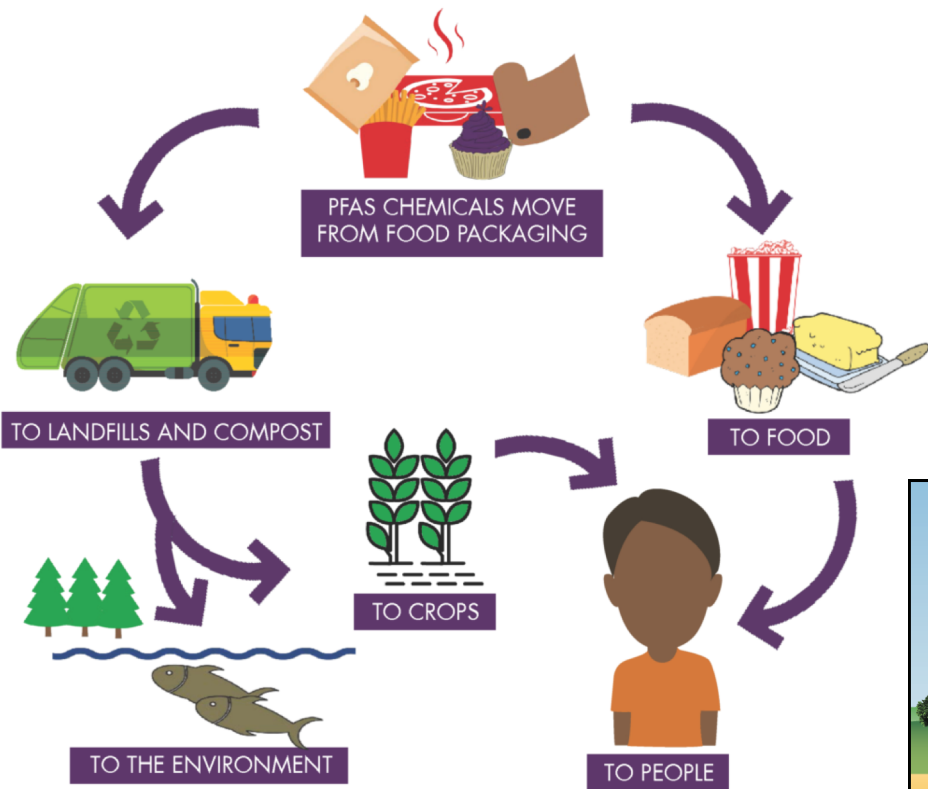 PFAS CHEMICALS MOVE
FROM FOOD PACKAGING
TO LANDFILLS AND COMPOST
TO FOOD
TO CROPS
TO THE ENVIRONMENT
TO PEOPLE